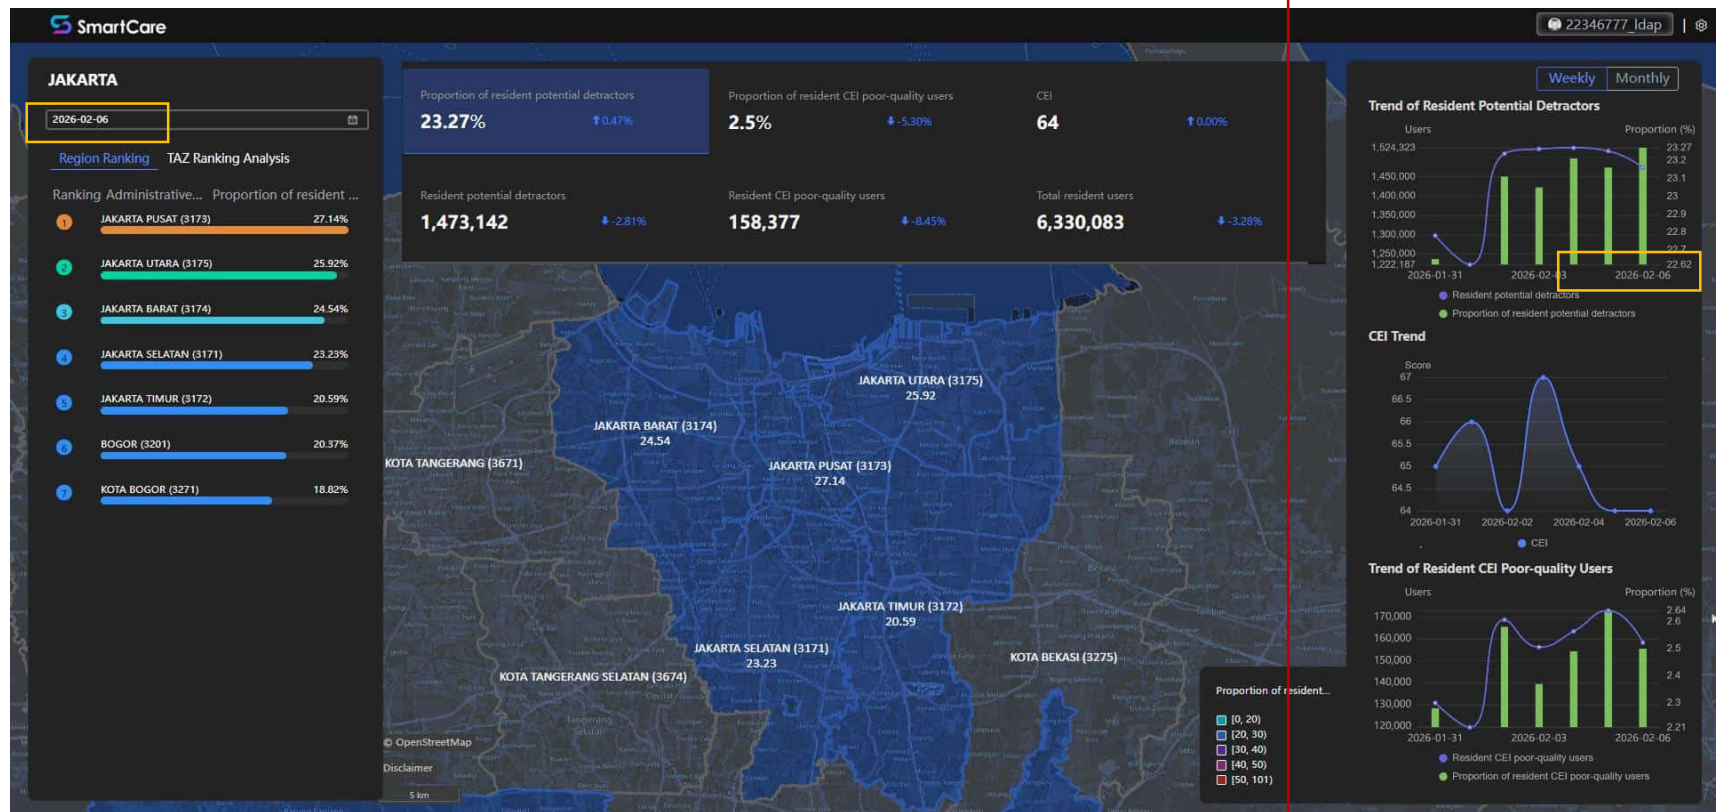 SmartCare
22346777_ldap
JAKARTA
2026-02-06
Region Ranking TAZ Ranking Analysis
Ranking Administrative... Proportion of resident ...
1 JAKARTA PUSAT (3173) 27.14%
2 JAKARTA UTARA (3175) 25.92%
3 JAKARTA BARAT (3174) 24.54%
4 JAKARTA SELATAN (3171) 23.23%
5 JAKARTA TIMUR (3172) 20.59%
6 BOGOR (3201) 20.37%
7 KOTA BOGOR (3271) 18.82%
Proportion of resident potential detractors
23.27% 0.47%
Proportion of resident CEI poor-quality users
2.5% -5.30%
CEI
64 0.00%
Resident potential detractors
1,473,142 -2.81%
Resident CEI poor-quality users
158,377 -8.45%
Total resident users
6,330,083 -3.28%
JAKARTA UTARA (3175)
25.92
JAKARTA BARAT (3174)
24.54
KOTA TANGERANG (3671)
JAKARTA PUSAT (3173)
27.14
JAKARTA TIMUR (3172)
20.59
JAKARTA SELATAN (3171)
23.23
KOTA BEKASI (3275)
KOTA TANGERANG SELATAN (3674)
Tangerang
Selatan
© OpenStreetMap
Disclaimer
5 km
Proportion of resident...
[0, 20)
[20, 30)
[30, 40)
[40, 50)
[50, 101)
Weekly Monthly
Trend of Resident Potential Detractors
Users Proportion (%)
1,524,323 23.27
23.2
1,450,000 23.1
1,400,000 23
1,350,000 22.9
1,300,000 22.8
22.7
1,250,000
1,222,187 22.62
2026-01-31 2026-02-03 2026-02-06
Resident potential detractors
Proportion of resident potential detractors
CEI Trend
Score
67
66.5
66
65.5
65
64.5
64
2026-01-31 2026-02-02 2026-02-04 2026-02-06
CEI
Trend of Resident CEI Poor-quality Users
Users Proportion (%)
170,000 2.64
2.6
160,000
150,000 2.5
140,000 2.4
130,000 2.3
120,000 2.21
2026-01-31 2026-02-03 2026-02-06
Resident CEI poor-quality users
Proportion of resident CEI poor-quality users